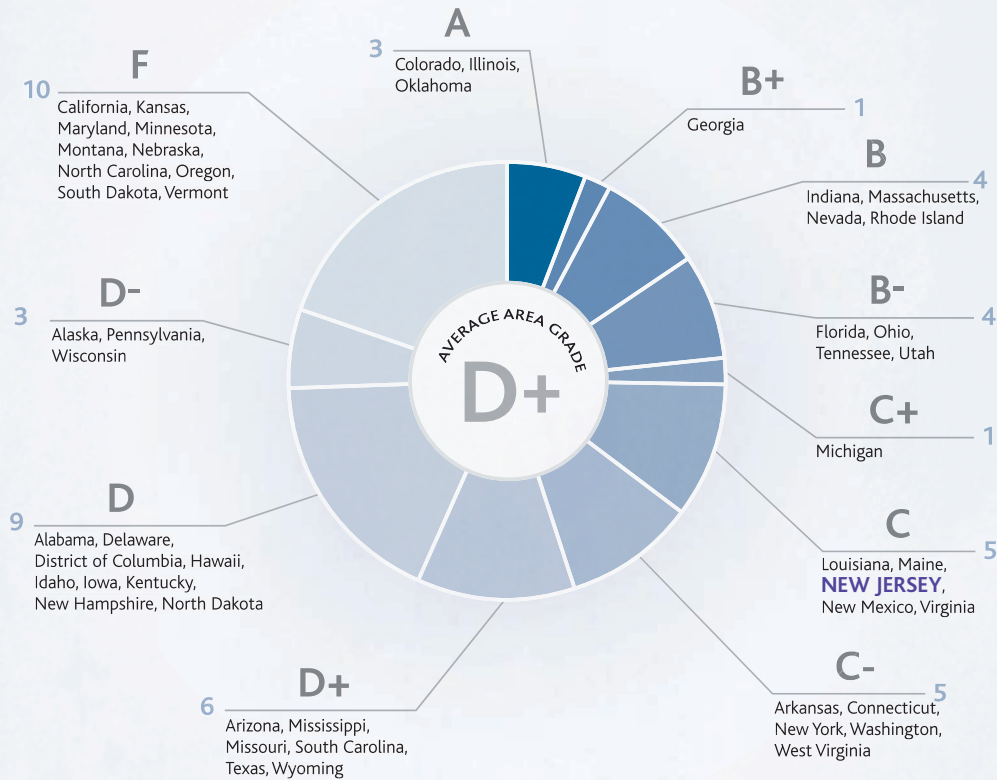 A
3
Colorado, Illinois,
Oklahoma
B+
1
Georgia
B
4
Indiana, Massachusetts,
Nevada, Rhode Island
B-
4
Florida, Ohio,
Tennessee, Utah
C+
1
Michigan
C
5
Louisiana, Maine,
NEW JERSEY,
New Mexico, Virginia
C-
5
Arkansas, Connecticut,
New York, Washington,
West Virginia
D+
6
Arizona, Mississippi,
Missouri, South Carolina,
Texas, Wyoming
D
9
Alabama, Delaware,
District of Columbia, Hawaii,
Idaho, Iowa, Kentucky,
New Hampshire, North Dakota
D-
3
Alaska, Pennsylvania,
Wisconsin
F
10
California, Kansas,
Maryland, Minnesota,
Montana, Nebraska,
North Carolina, Oregon,
South Dakota, Vermont
AVERAGE AREA GRADE
D+